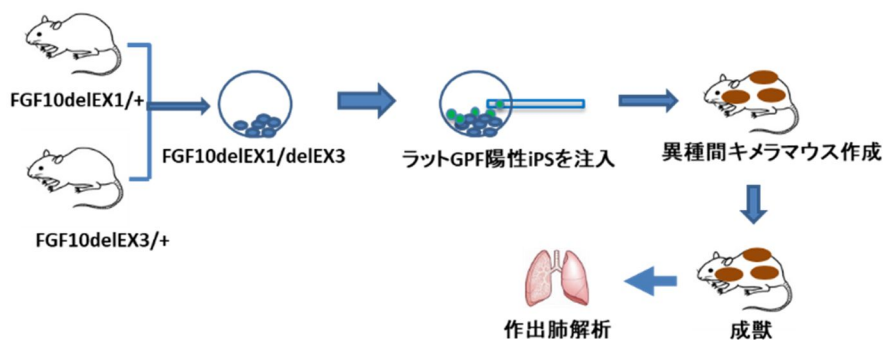 FGF10delEX1/+
FGF10delEX1/delEX3
FGF10delEX3/+
ラットGPF陽性iPSを注入
異種間キメラマウス作成
成獣
作出肺解析